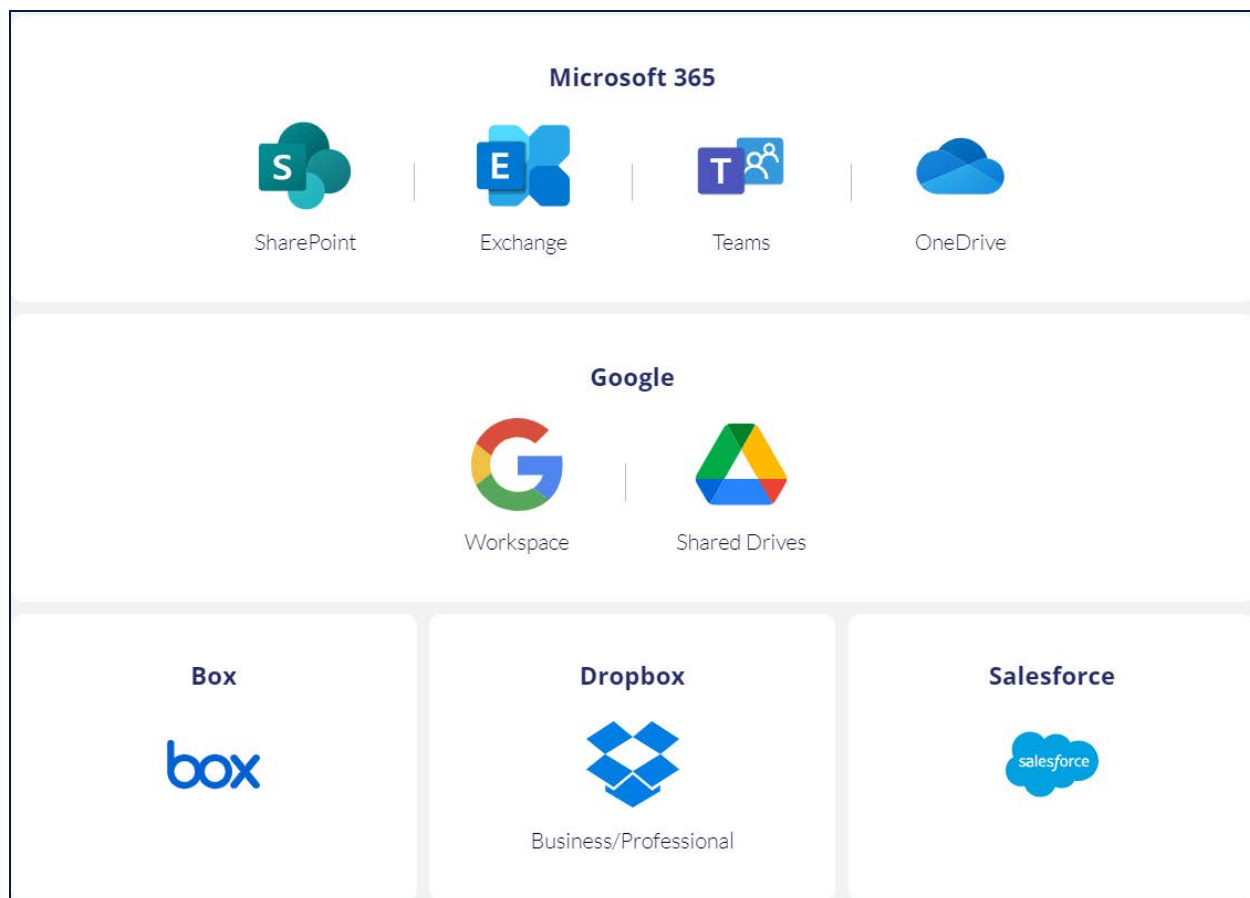 Microsoft 365
S
E
T
SharePoint
Exchange
Teams
OneDrive
Google
Workspace
Shared Drives
Box
Dropbox
Salesforce
box
salesforce
Business/Professional